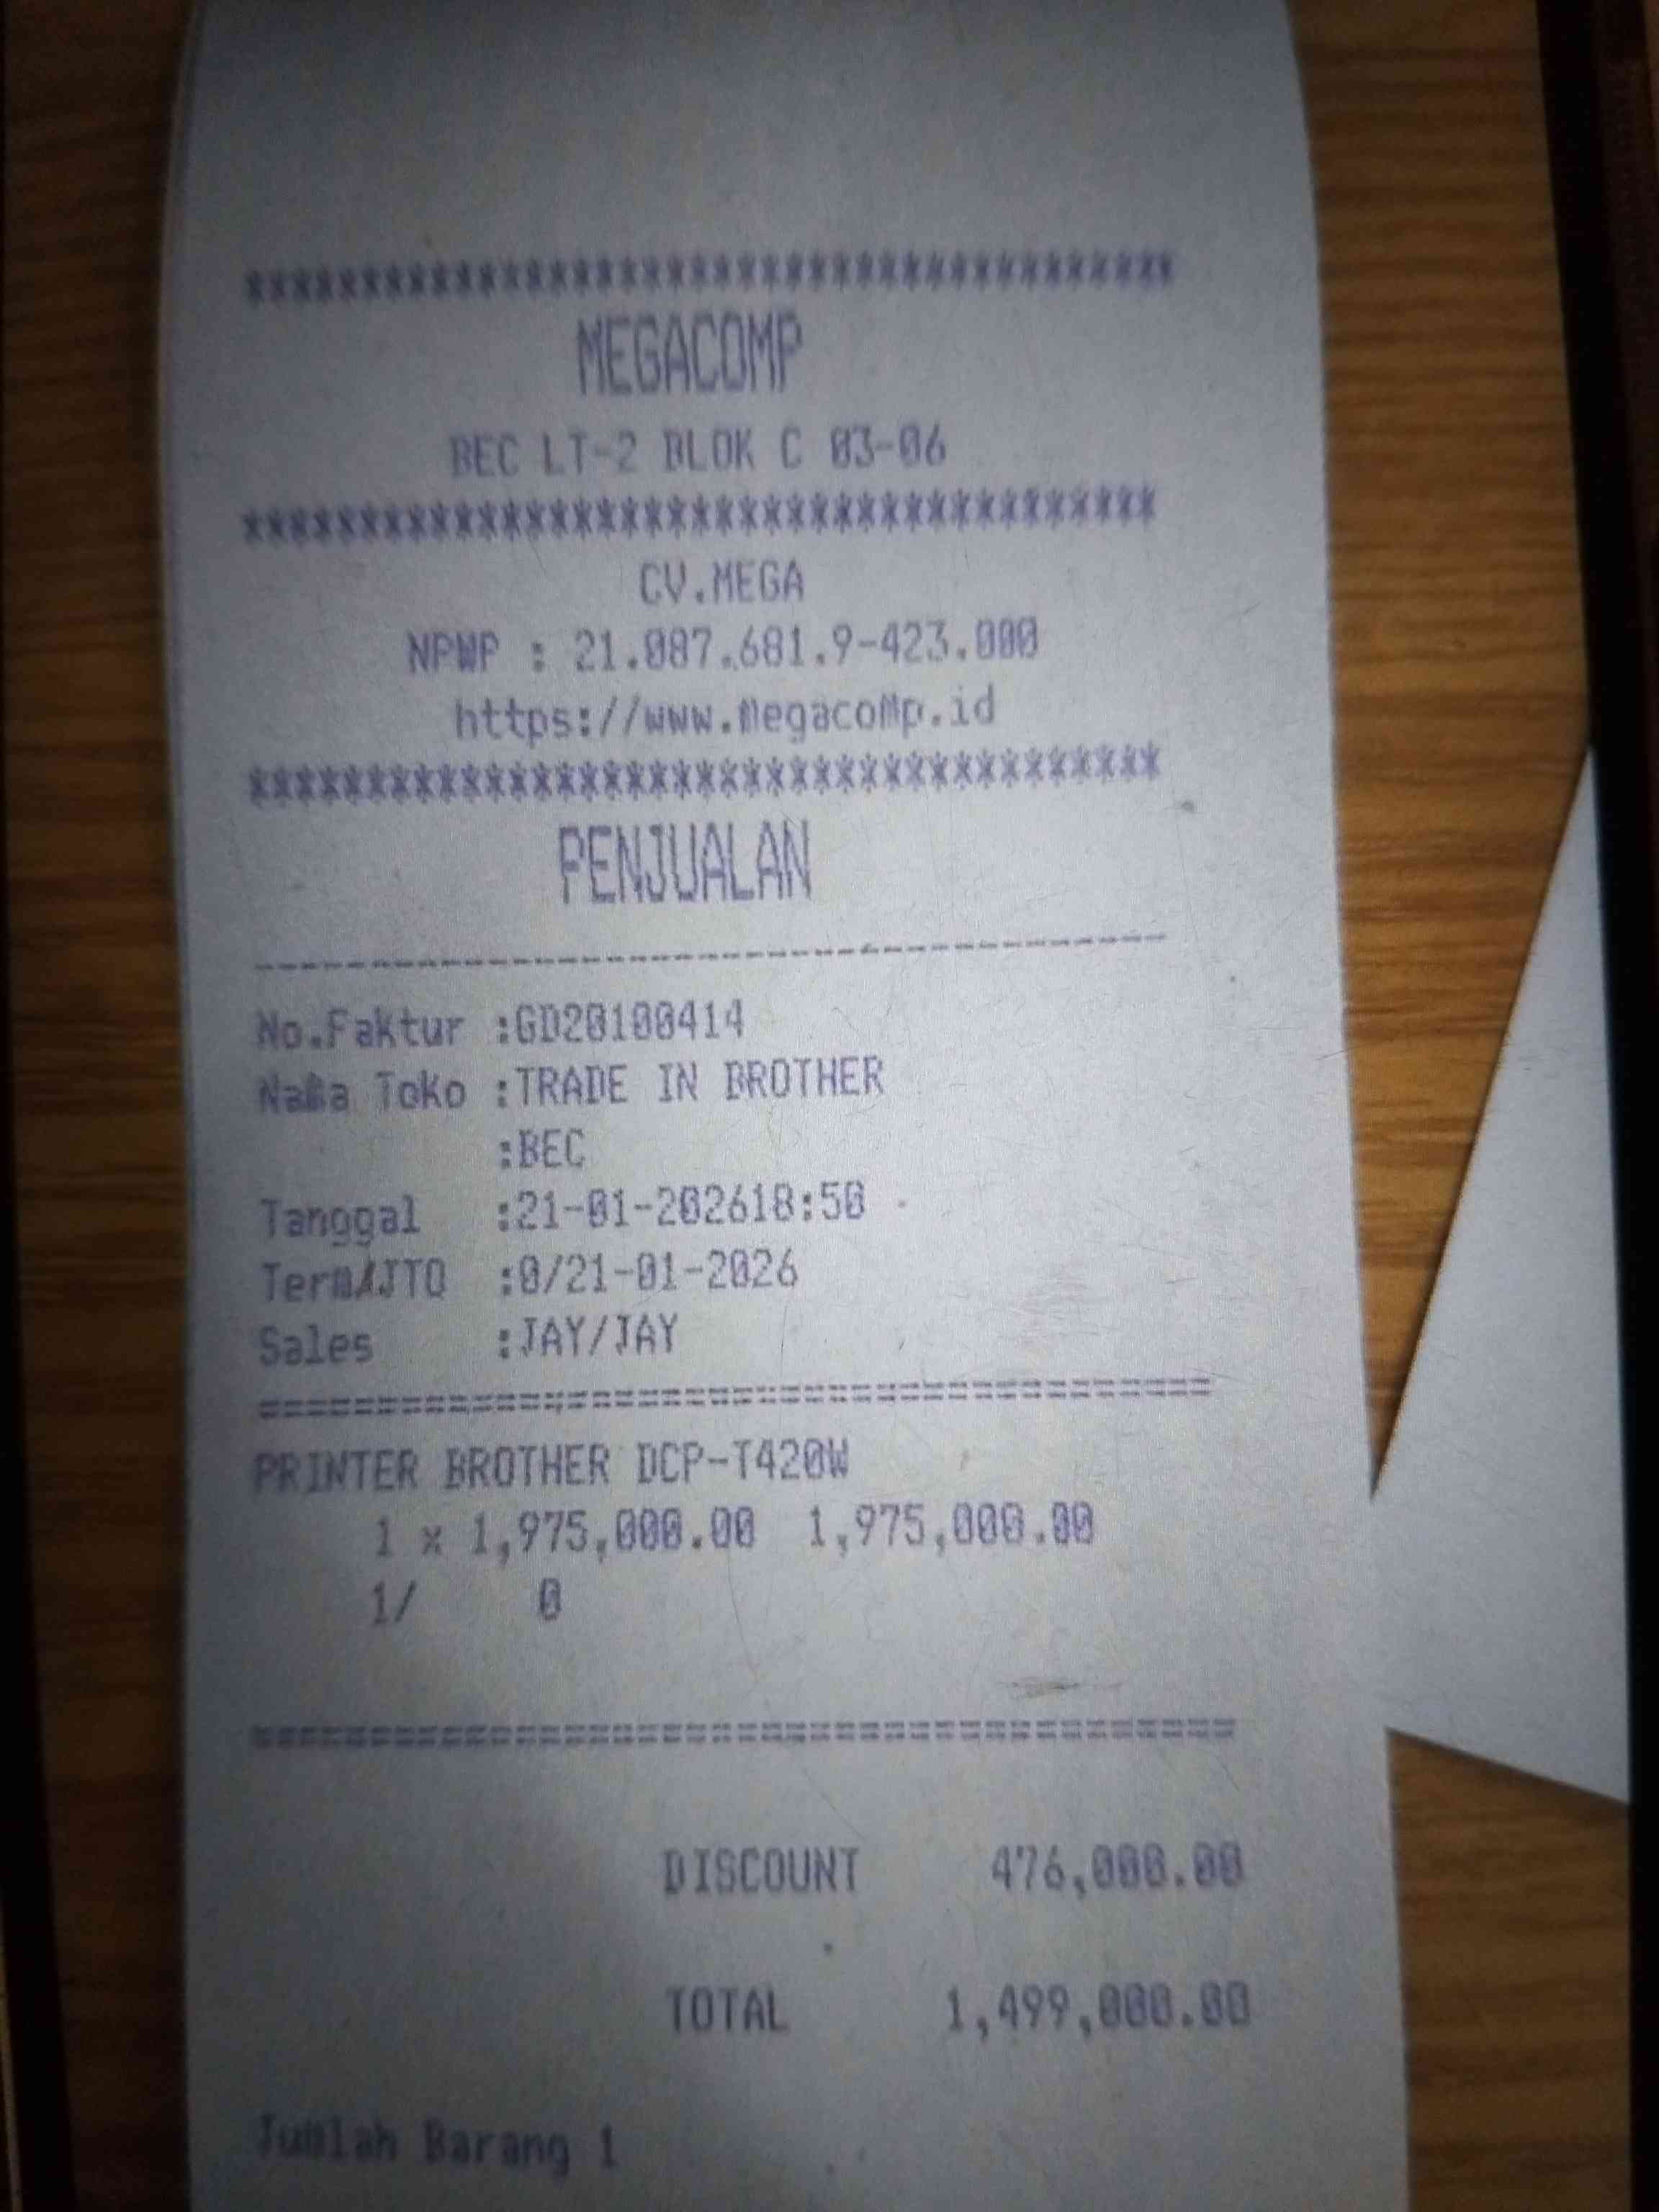 ****************************************
MEGACOMP
BEC LT-2 BLOK C 03-06
***************************************
CV.MEGA
NPWP : 21.087.681.9-423.000
https://www.megacomp.id
***************************************
PENJUALAN
----------------------------------------
No.Faktur :GD20100414
Nama Toko :TRADE IN BROTHER
:BEC
Tanggal :21-01-202618:50
Term/JTO :0/21-01-2026
Sales :JAY/JAY
========================================
PRINTER BROTHER DCP-T420W
1 x 1,975,000.00 1,975,000.00
1/ 0
========================================
DISCOUNT 476,000.00
TOTAL 1,499,000.00
Jumlah Barang 1